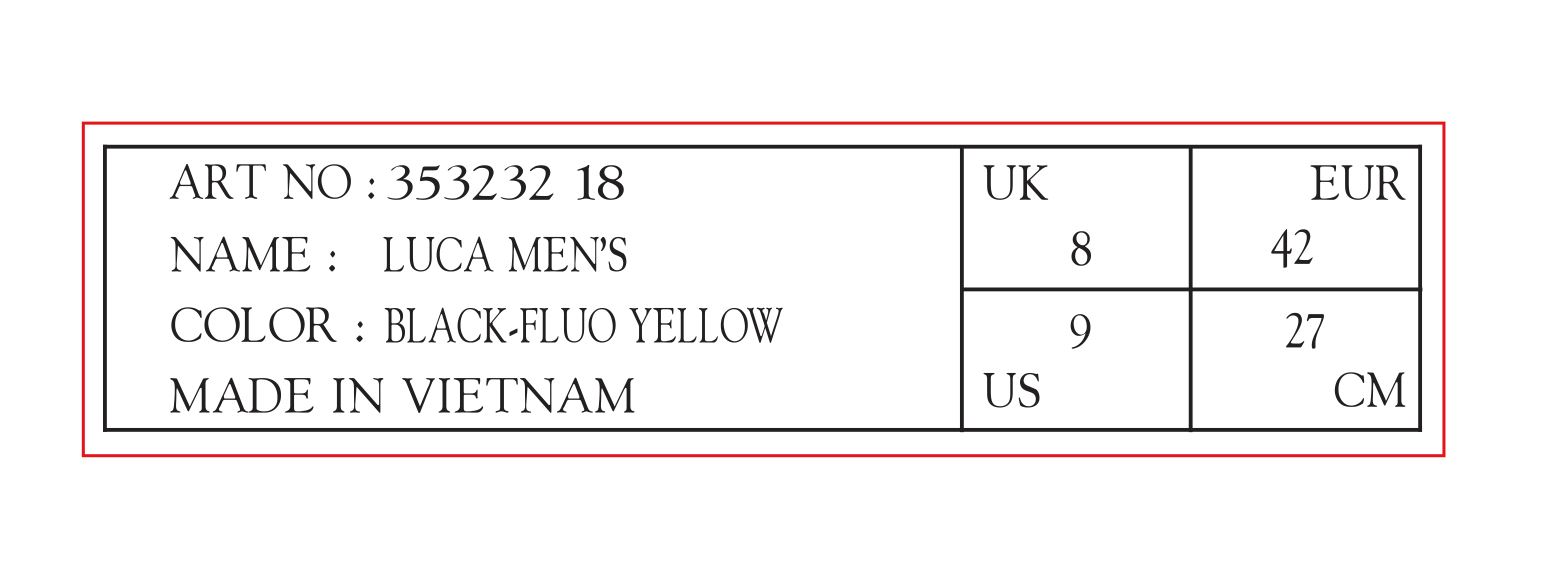 ART NO : 353232 18
NAME : LUCA MEN’S
COLOR : BLACK-FLUO YELLOW
MADE IN VIETNAM
UK EUR
8 42
9 27
US CM